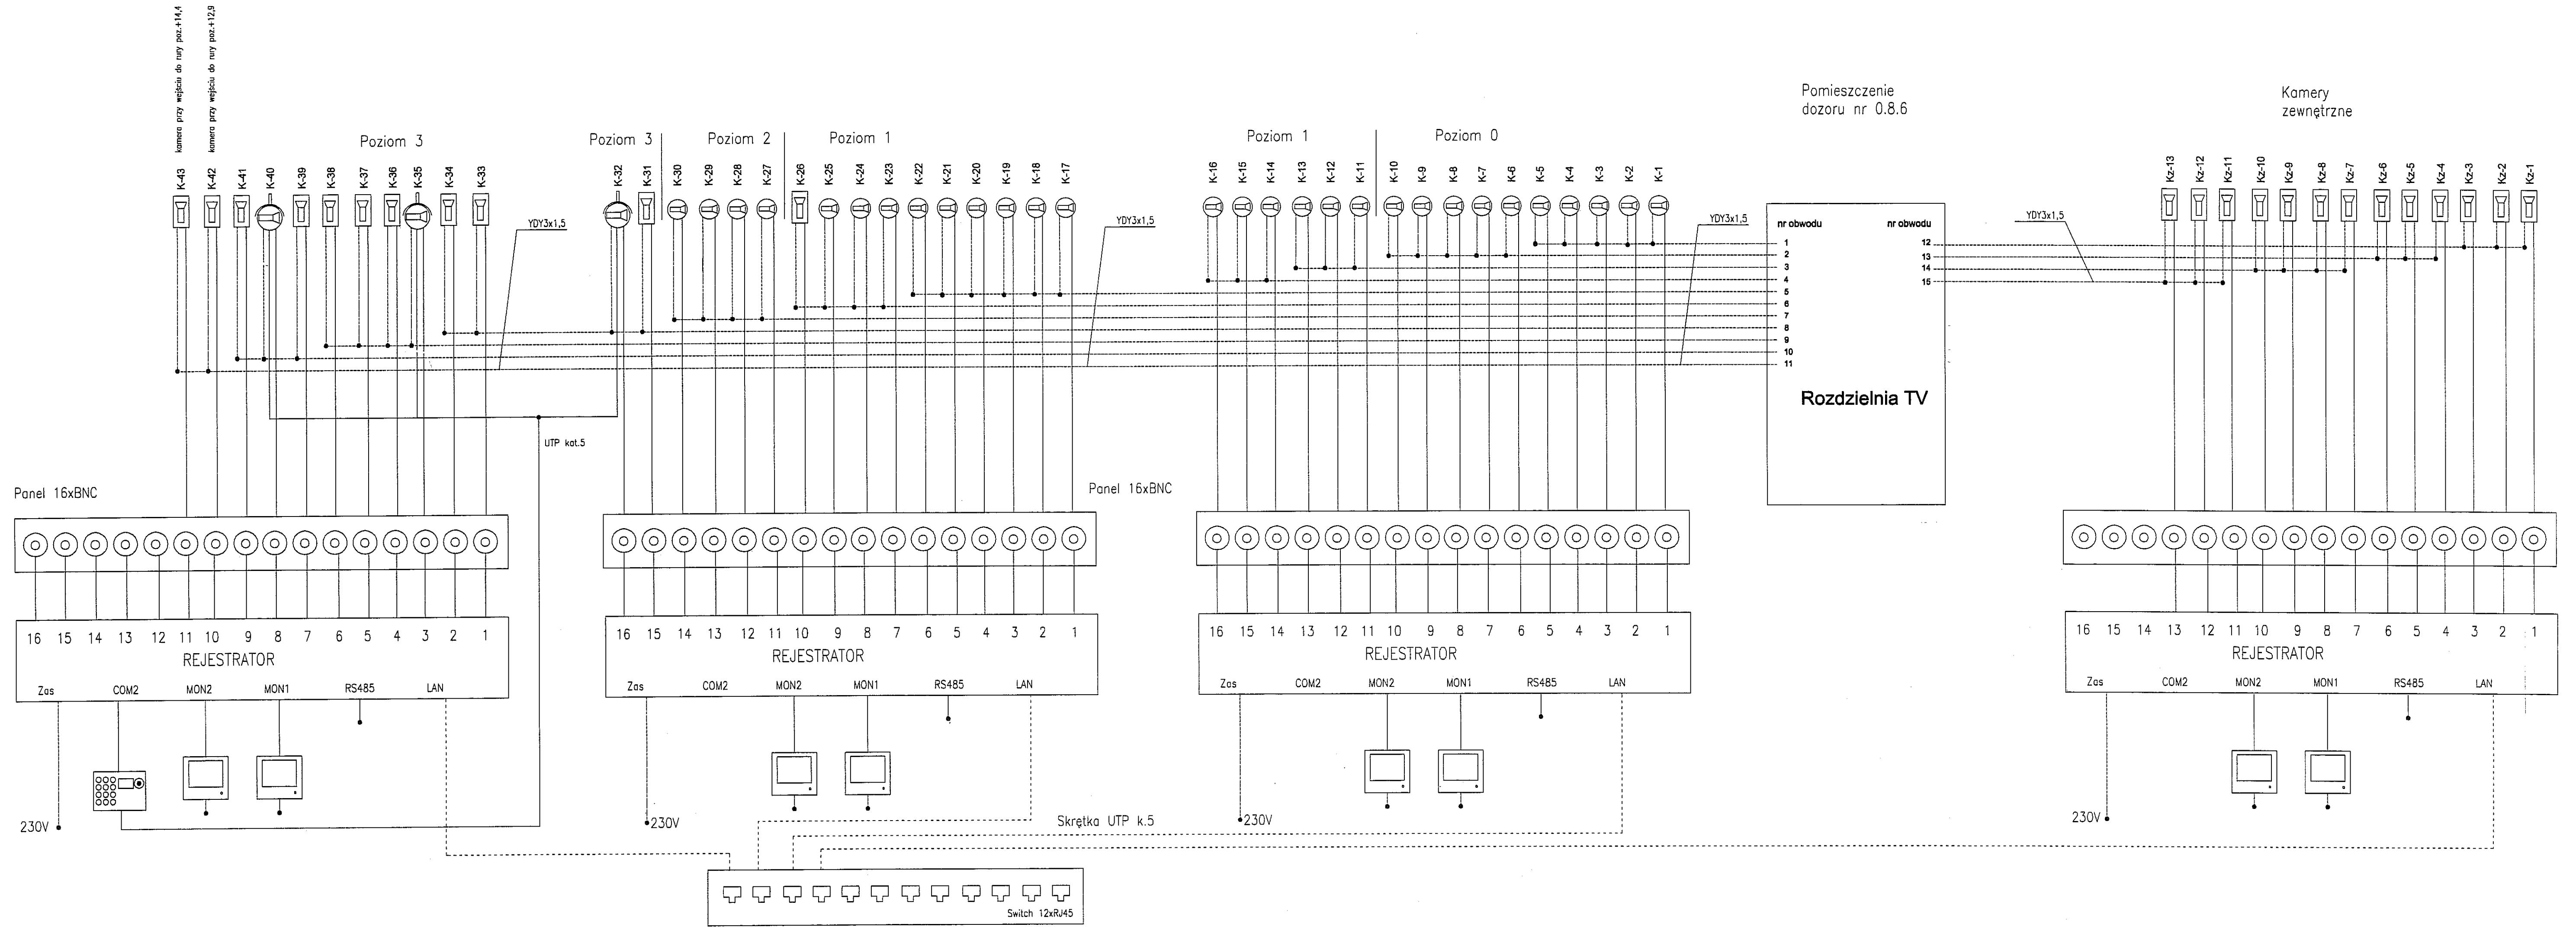 kamera przy wejściu do rury poz.+14,4
kamera przy wejściu do rury poz.+12,9
Poziom 3
Poziom 3
Poziom 2
Poziom 1
Poziom 1
Poziom 0
Pomieszczenie
dozoru nr 0.8.6
Kamery
zewnętrzne
K-43
K-42
K-41
K-40
K-39
K-38
K-37
K-36
K-35
K-34
K-33
K-32
K-31
K-30
K-29
K-28
K-27
K-26
K-25
K-24
K-23
K-22
K-21
K-20
K-19
K-18
K-17
K-16
K-15
K-14
K-13
K-12
K-11
K-10
K-9
K-8
K-7
K-6
K-5
K-4
K-3
K-2
K-1
Kz-13
Kz-12
Kz-11
Kz-10
Kz-9
Kz-8
Kz-7
Kz-6
Kz-5
Kz-4
Kz-3
Kz-2
Kz-1
YDY3x1,5
YDY3x1,5
YDY3x1,5
YDY3x1,5
nr obwodu
nr obwodu
1
2
3
4
5
6
7
8
9
10
11
12
13
14
15
Rozdzielnia TV
UTP kat.5
Panel 16xBNC
Panel 16xBNC
16 15 14 13 12 11 10 9 8 7 6 5 4 3 2 1
REJESTRATOR
Zas COM2 MON2 MON1 RS485 LAN
230V
16 15 14 13 12 11 10 9 8 7 6 5 4 3 2 1
REJESTRATOR
Zas COM2 MON2 MON1 RS485 LAN
230V
16 15 14 13 12 11 10 9 8 7 6 5 4 3 2 1
REJESTRATOR
Zas COM2 MON2 MON1 RS485 LAN
230V
16 15 14 13 12 11 10 9 8 7 6 5 4 3 2 1
REJESTRATOR
Zas COM2 MON2 MON1 RS485 LAN
230V
Skrętka UTP k.5
Switch 12xRJ45